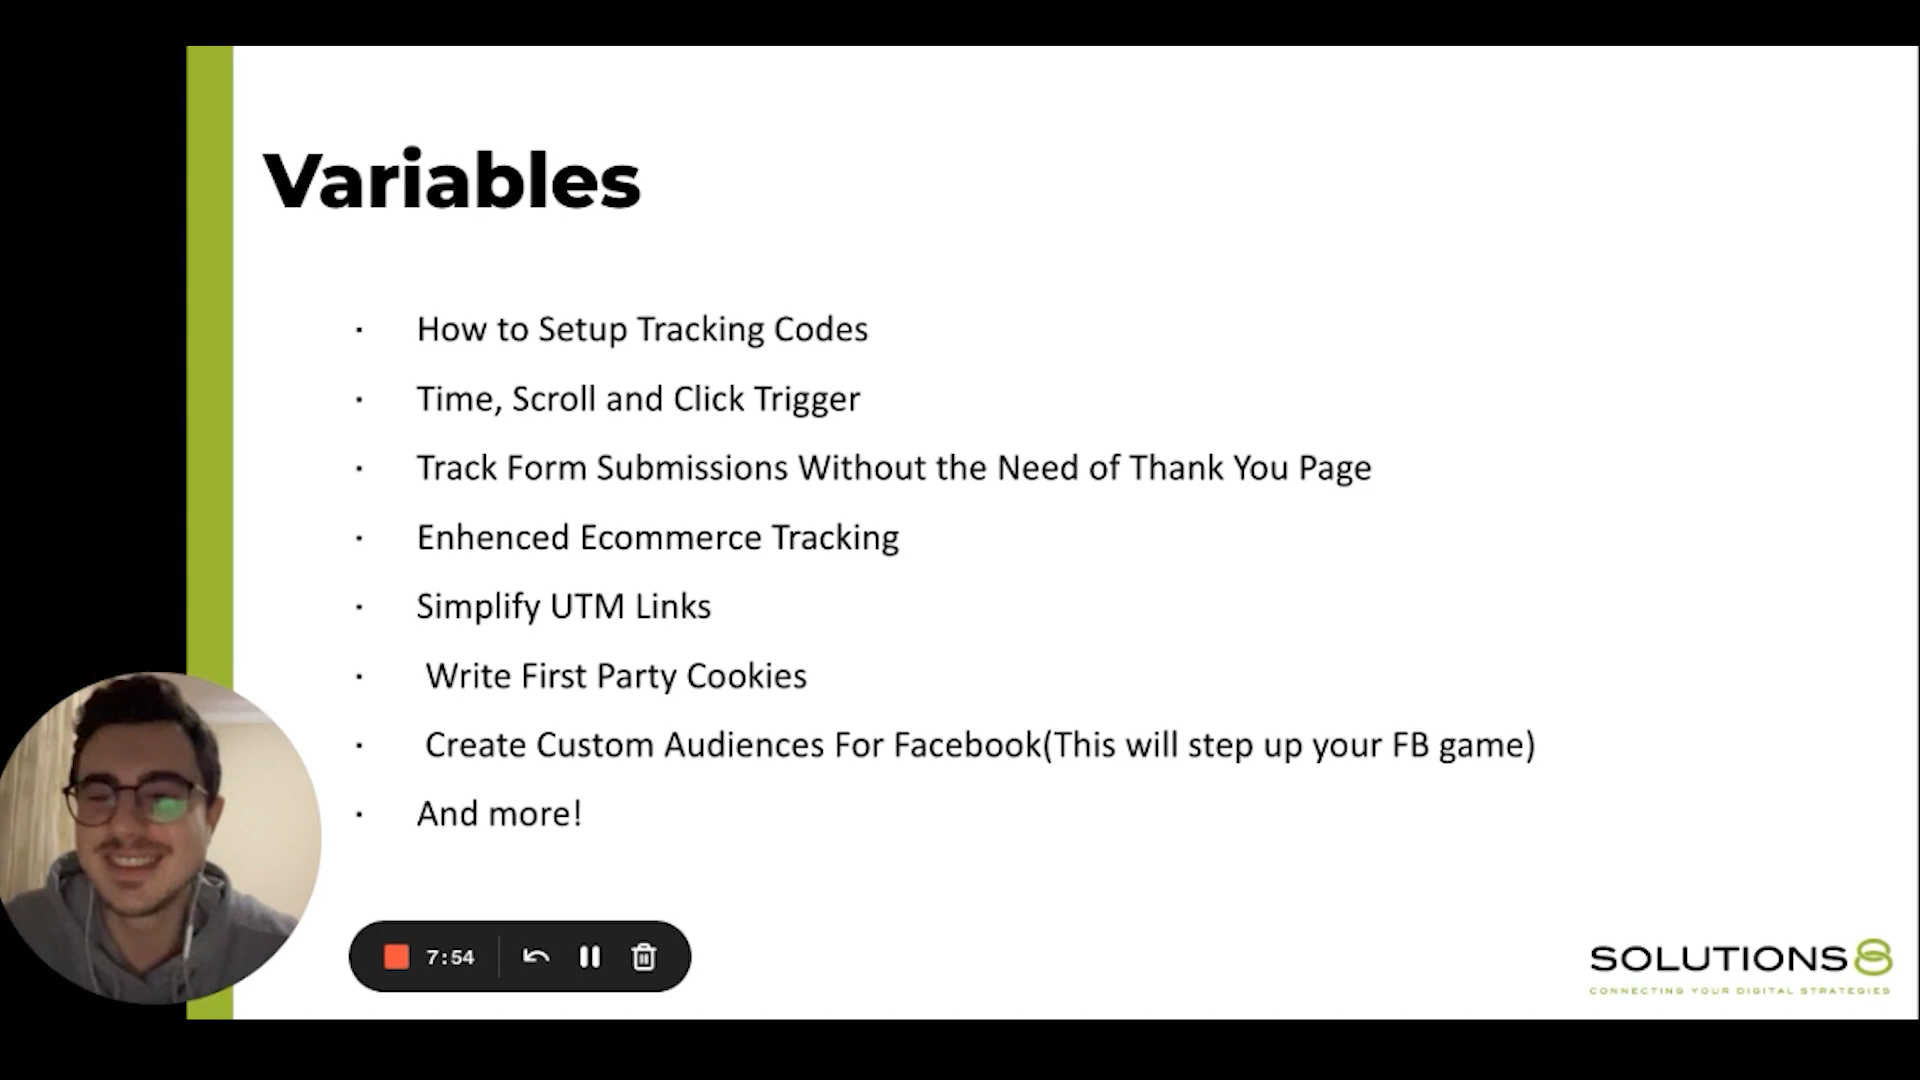 Variables
· How to Setup Tracking Codes
· Time, Scroll and Click Trigger
· Track Form Submissions Without the Need of Thank You Page
· Enhenced Ecommerce Tracking
· Simplify UTM Links
· Write First Party Cookies
· Create Custom Audiences For Facebook(This will step up your FB game)
· And more!
7:54
SOLUTIONS8
CONNECTING YOUR DIGITAL STRATEGIES